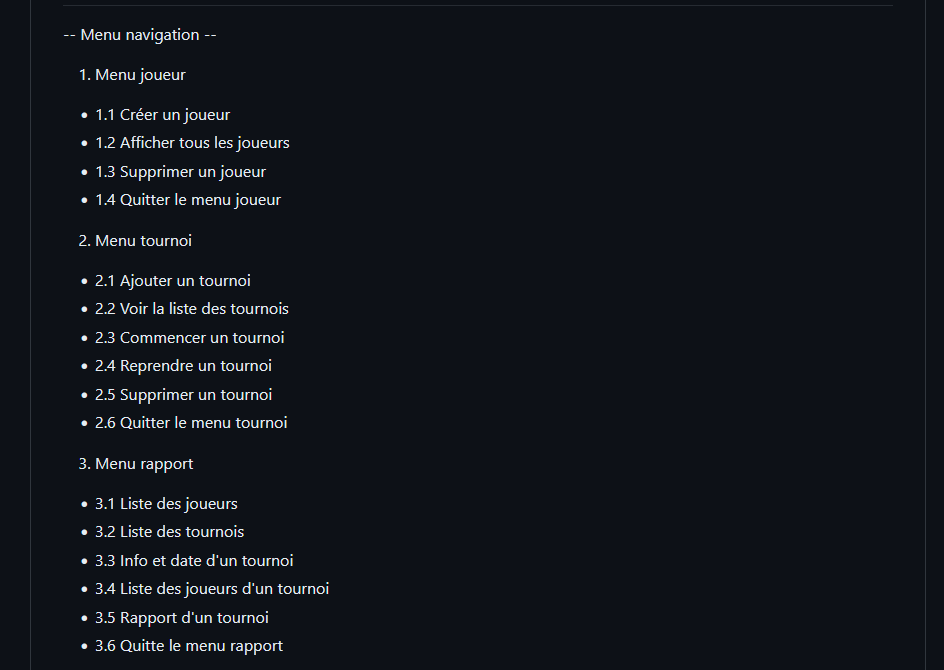 -- Menu navigation --
1. Menu joueur
• 1.1 Créer un joueur
• 1.2 Afficher tous les joueurs
• 1.3 Supprimer un joueur
• 1.4 Quitter le menu joueur
2. Menu tournoi
• 2.1 Ajouter un tournoi
• 2.2 Voir la liste des tournois
• 2.3 Commencer un tournoi
• 2.4 Reprendre un tournoi
• 2.5 Supprimer un tournoi
• 2.6 Quitter le menu tournoi
3. Menu rapport
• 3.1 Liste des joueurs
• 3.2 Liste des tournois
• 3.3 Info et date d'un tournoi
• 3.4 Liste des joueurs d'un tournoi
• 3.5 Rapport d'un tournoi
• 3.6 Quitte le menu rapport